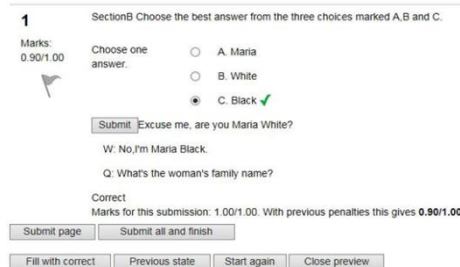 1
Marks:
0.90/1.00
SectionB Choose the best answer from the three choices marked A,B and C.
Choose one
answer.
A. Maria
B. White
C. Black
Submit Excuse me, are you Maria White?
W: No,I'm Maria Black.
Q: What's the woman's family name?
Correct
Marks for this submission: 1.00/1.00. With previous penalties this gives 0.90/1.00
Submit page Submit all and finish
Fill with correct Previous state Start again Close preview